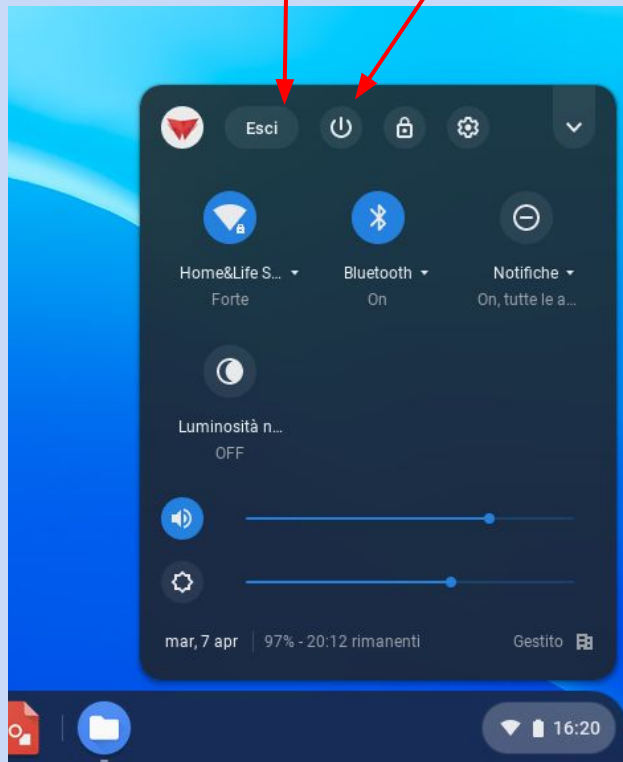 Esci
Home&Life S... Bluetooth Notifiche
Forte On On, tutte le a...
Luminosità n...
OFF
mar, 7 apr 97% - 20:12 rimanenti Gestito
16:20